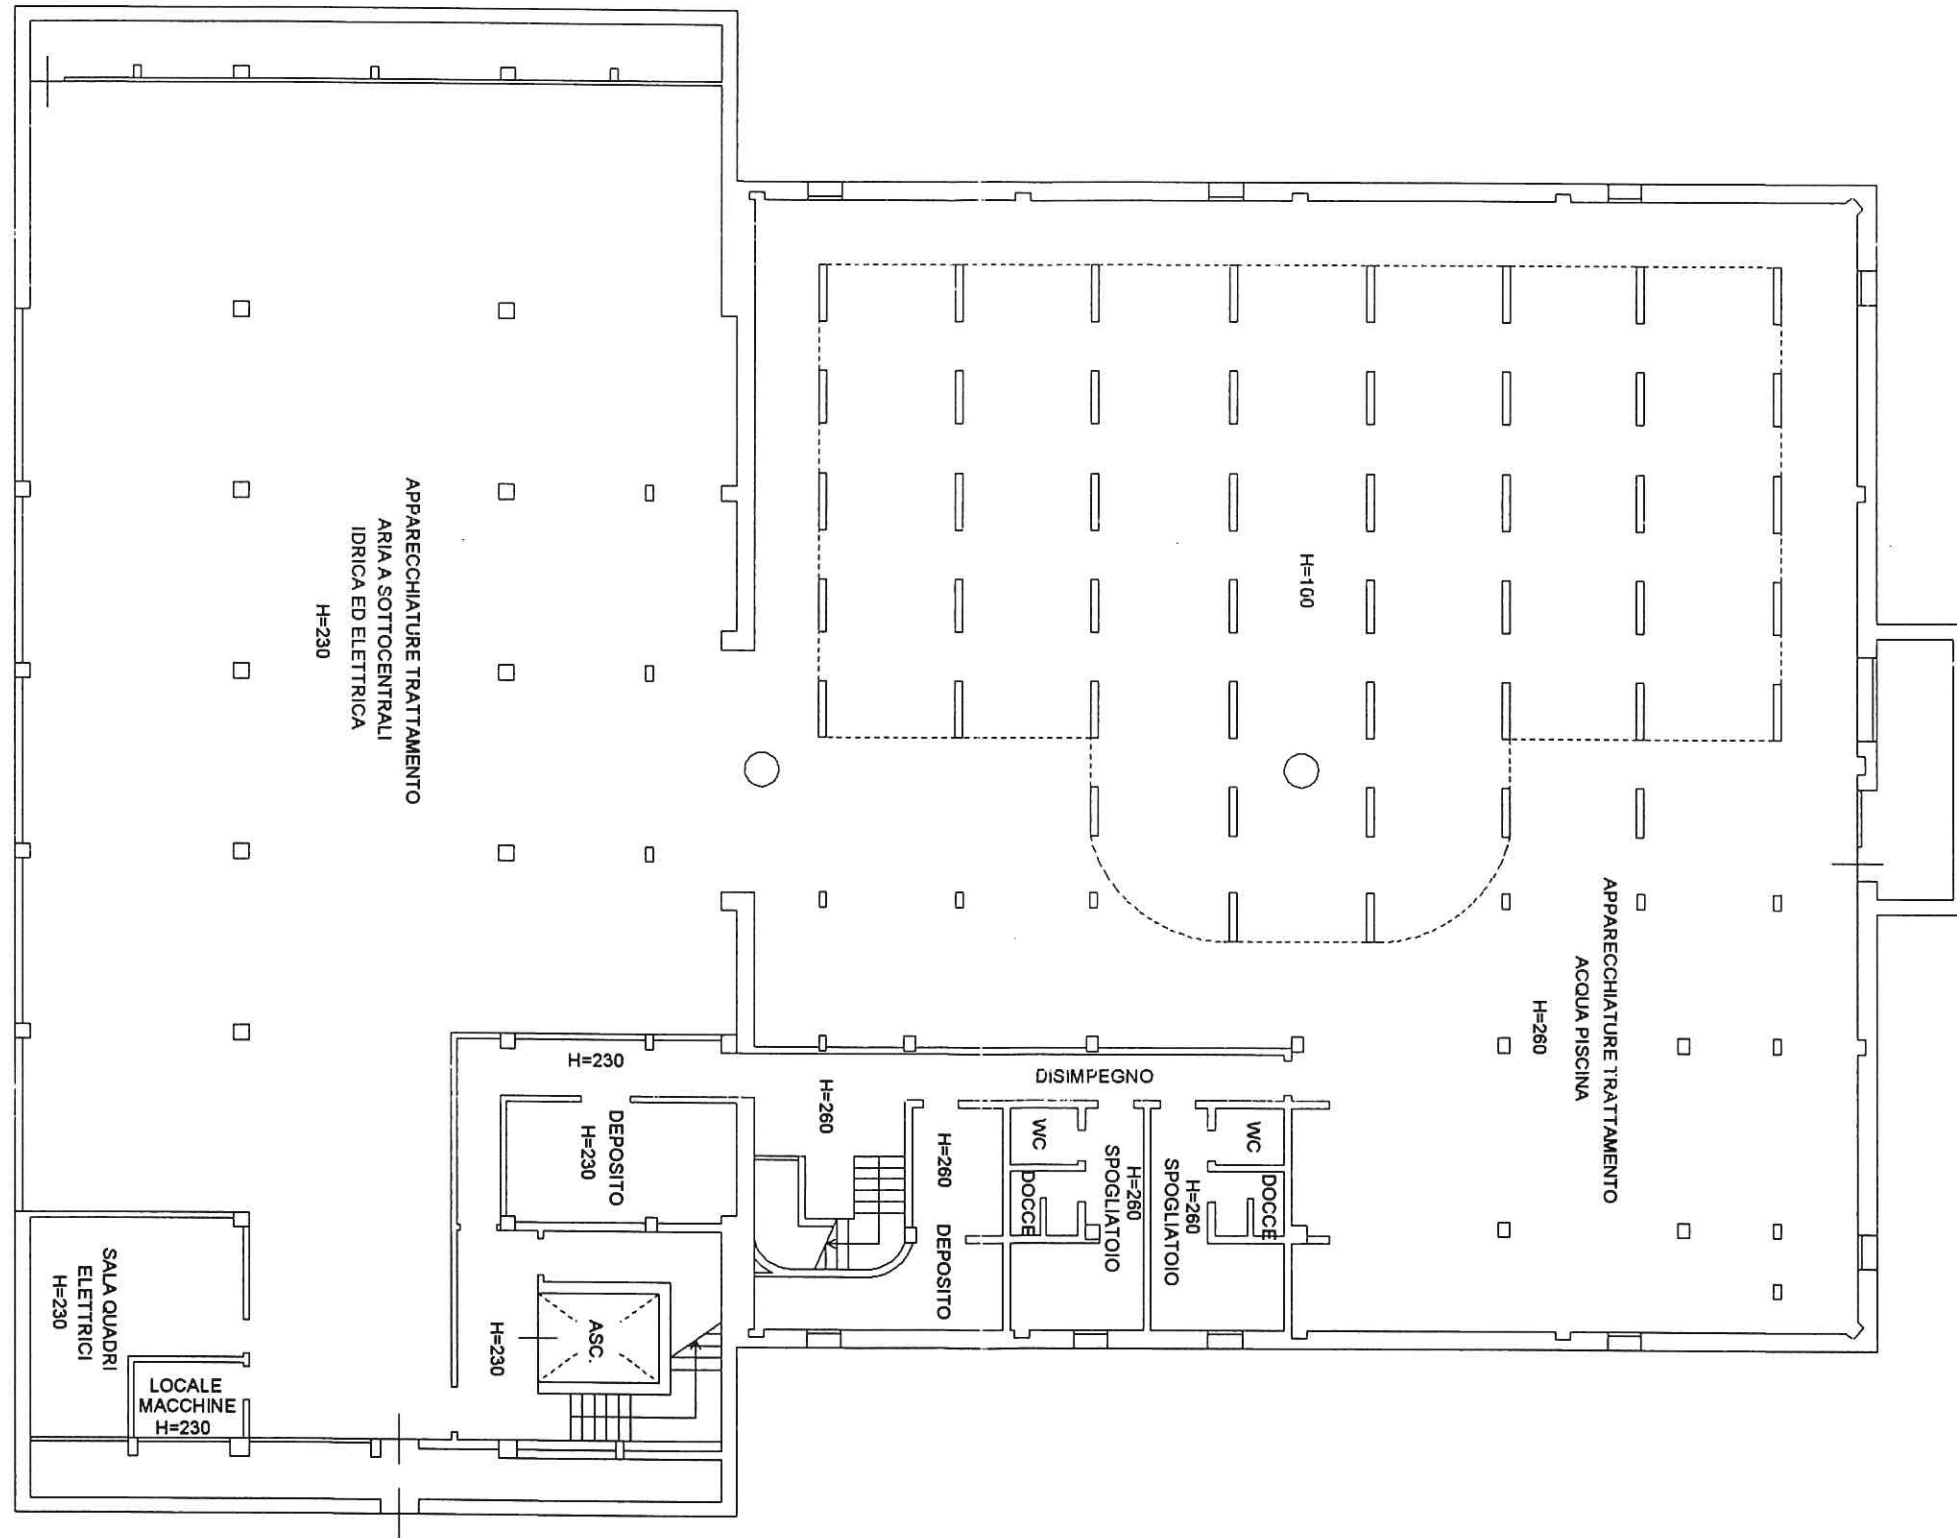 APPARECCHIATURE TRATTAMENTO
ARIA A SOTTOCENTRALI
IDRICA ED ELETTRICA
H=230
H=100
APPARECCHIATURE TRATTAMENTO
ACQUA PISCINA
H=260
H=230
DISIMPEGNO
H=260
DEPOSITO
H=230
H=260
DEPOSITO
WC
DOCCE
H=260
SPOGLIATOIO
H=260
SPOGLIATOIO
WC
DOCCE
SALA QUADRI
ELETTRICI
H=230
LOCALE
MACCHINE
H=230
H=230
ASC.